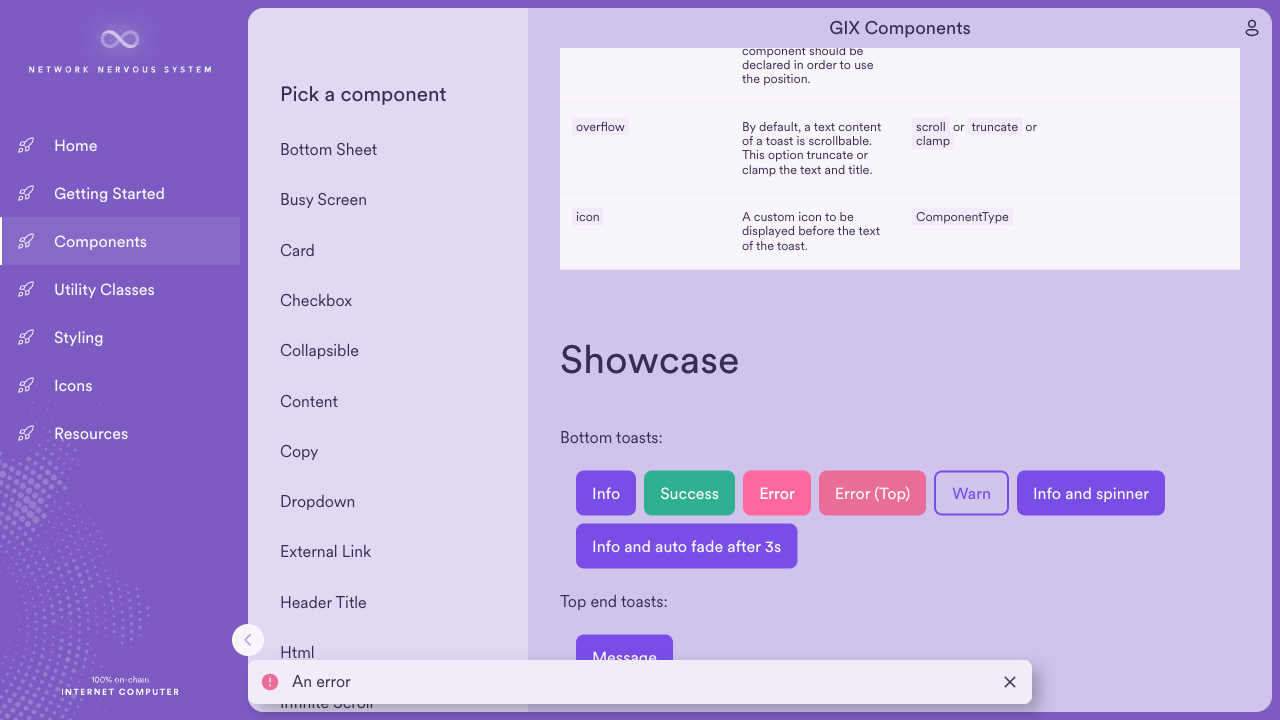 NETWORK NERVOUS SYSTEM
Home
Getting Started
Components
Utility Classes
Styling
Icons
Resources
100% on-chain
INTERNET COMPUTER
Pick a component
Bottom Sheet
Busy Screen
Card
Checkbox
Collapsible
Content
Copy
Dropdown
External Link
Header Title
Html
Infinite Scroll
GIX Components
component should be
declared in order to use
the position.
overflow
By default, a text content
of a toast is scrollable.
This option truncate or
clamp the text and title.
scroll or truncate or
clamp
icon
A custom icon to be
displayed before the text
of the toast.
ComponentType
Showcase
Bottom toasts:
Info
Success
Error
Error (Top)
Warn
Info and spinner
Info and auto fade after 3s
Top end toasts:
Message
An error